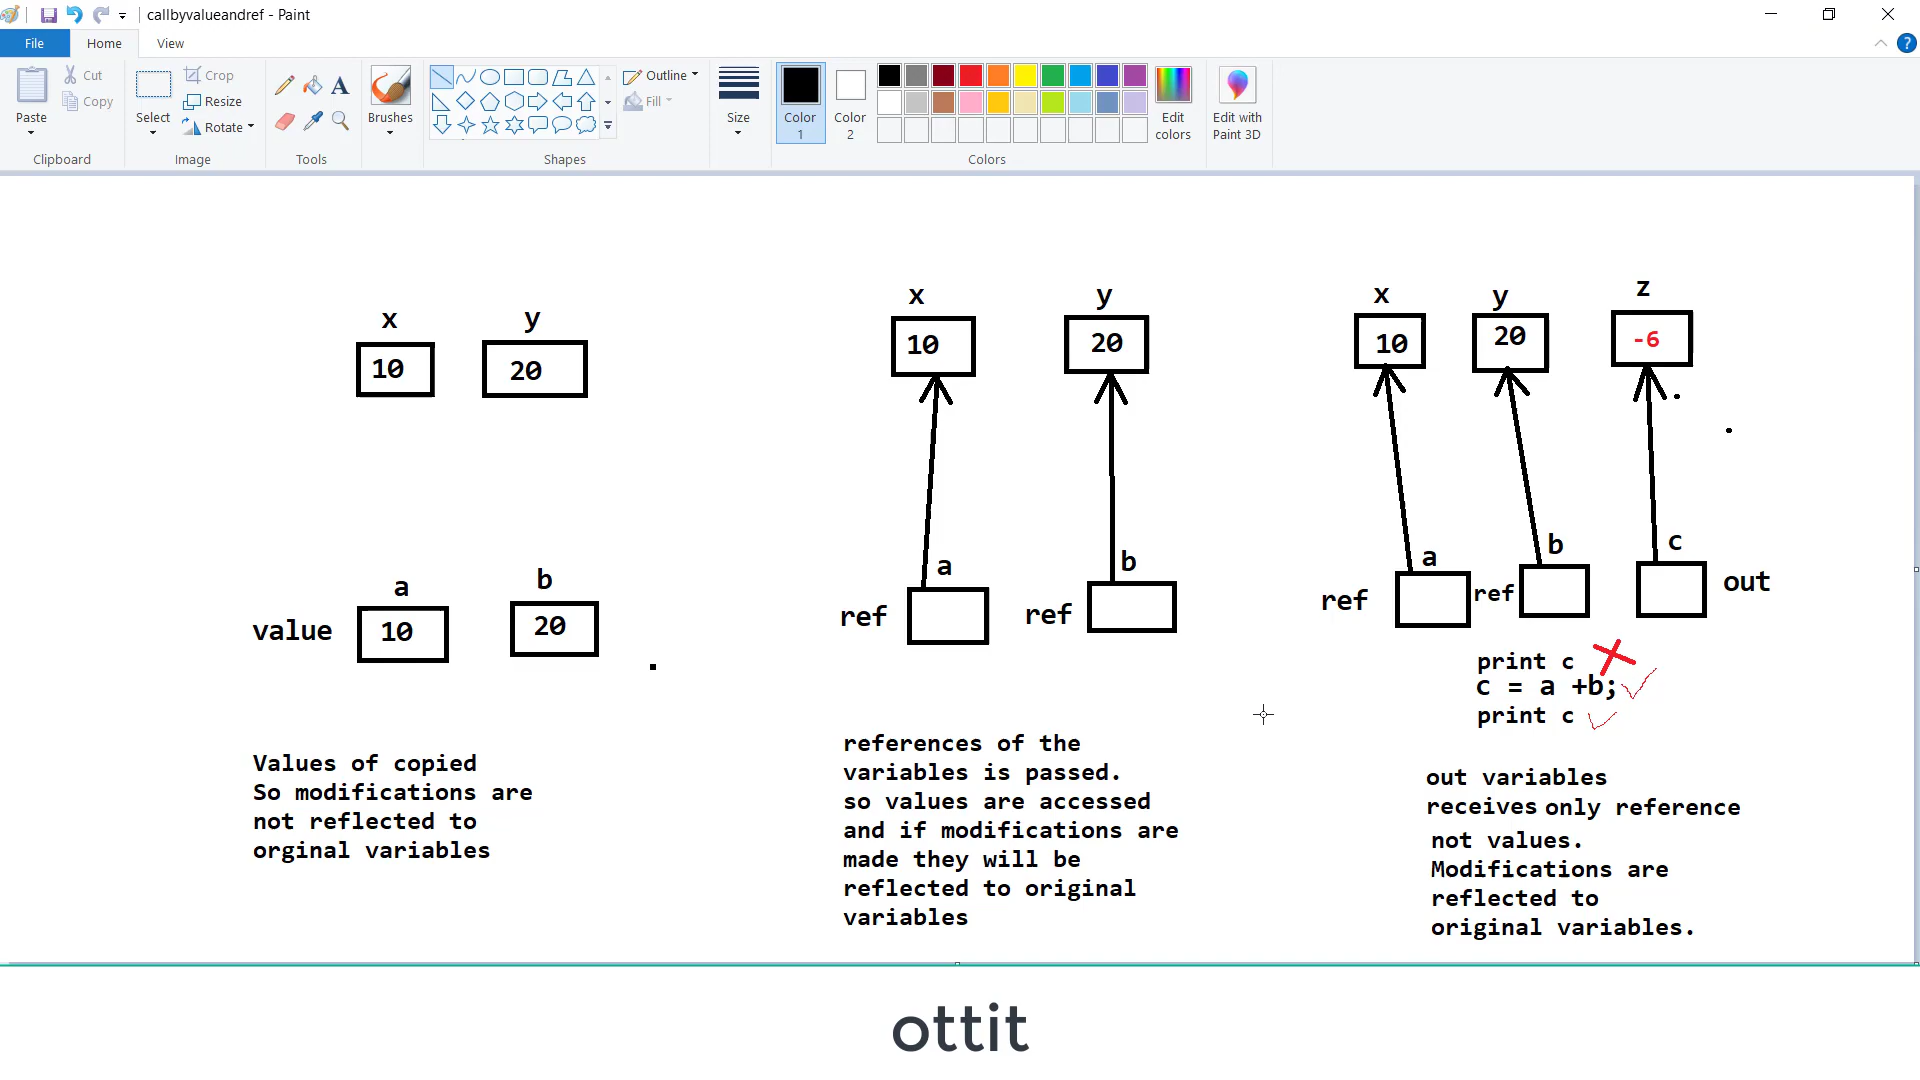 callbyvalueandref - Paint
File Home View
Paste
Cut
Copy
Clipboard
Select
Crop
Resize
Rotate
Image
Tools
Brushes
Outline
Fill
Shapes
Size
Color 1
Color 2
Edit colors
Edit with Paint 3D
Colors
?
A
x y
10 20
a b
value 10 20
Values of copied
So modifications are
not reflected to
orginal variables
x y
10 20
a b
ref ref
references of the
variables is passed.
so values are accessed
and if modifications are
made they will be
reflected to original
variables
x y z
10 20 -6
a b c
ref ref out
print c
c = a +b;
print c
out variables
receives only reference
not values.
Modifications are
reflected to
original variables.
ottit